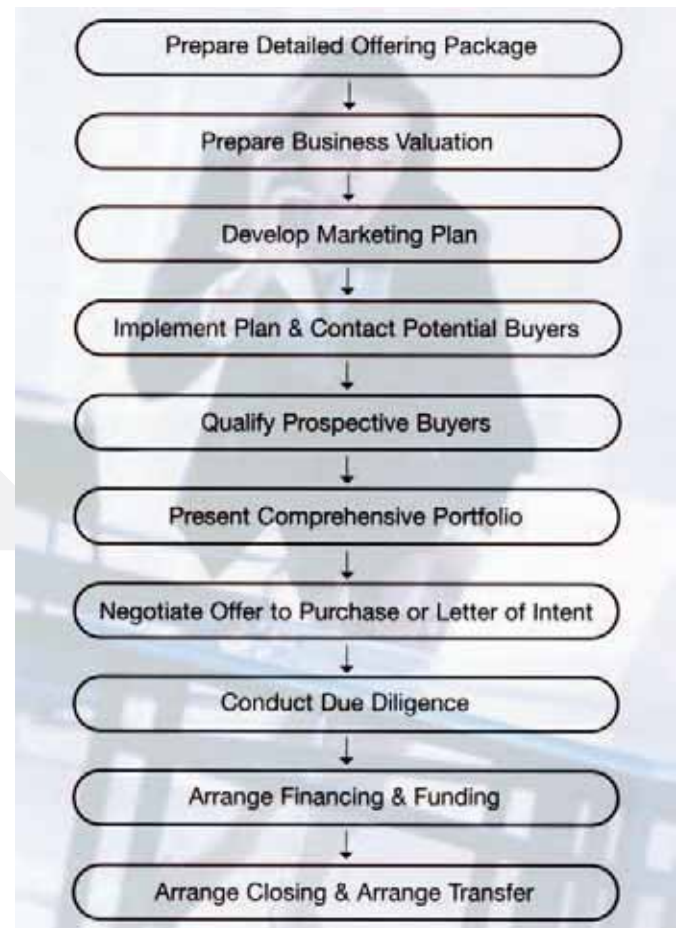 Prepare Detailed Offering Package
Prepare Business Valuation
Develop Marketing Plan
Implement Plan & Contact Potential Buyers
Qualify Prospective Buyers
Present Comprehensive Portfolio
Negotiate Offer to Purchase or Letter of Intent
Conduct Due Diligence
Arrange Financing & Funding
Arrange Closing & Arrange Transfer